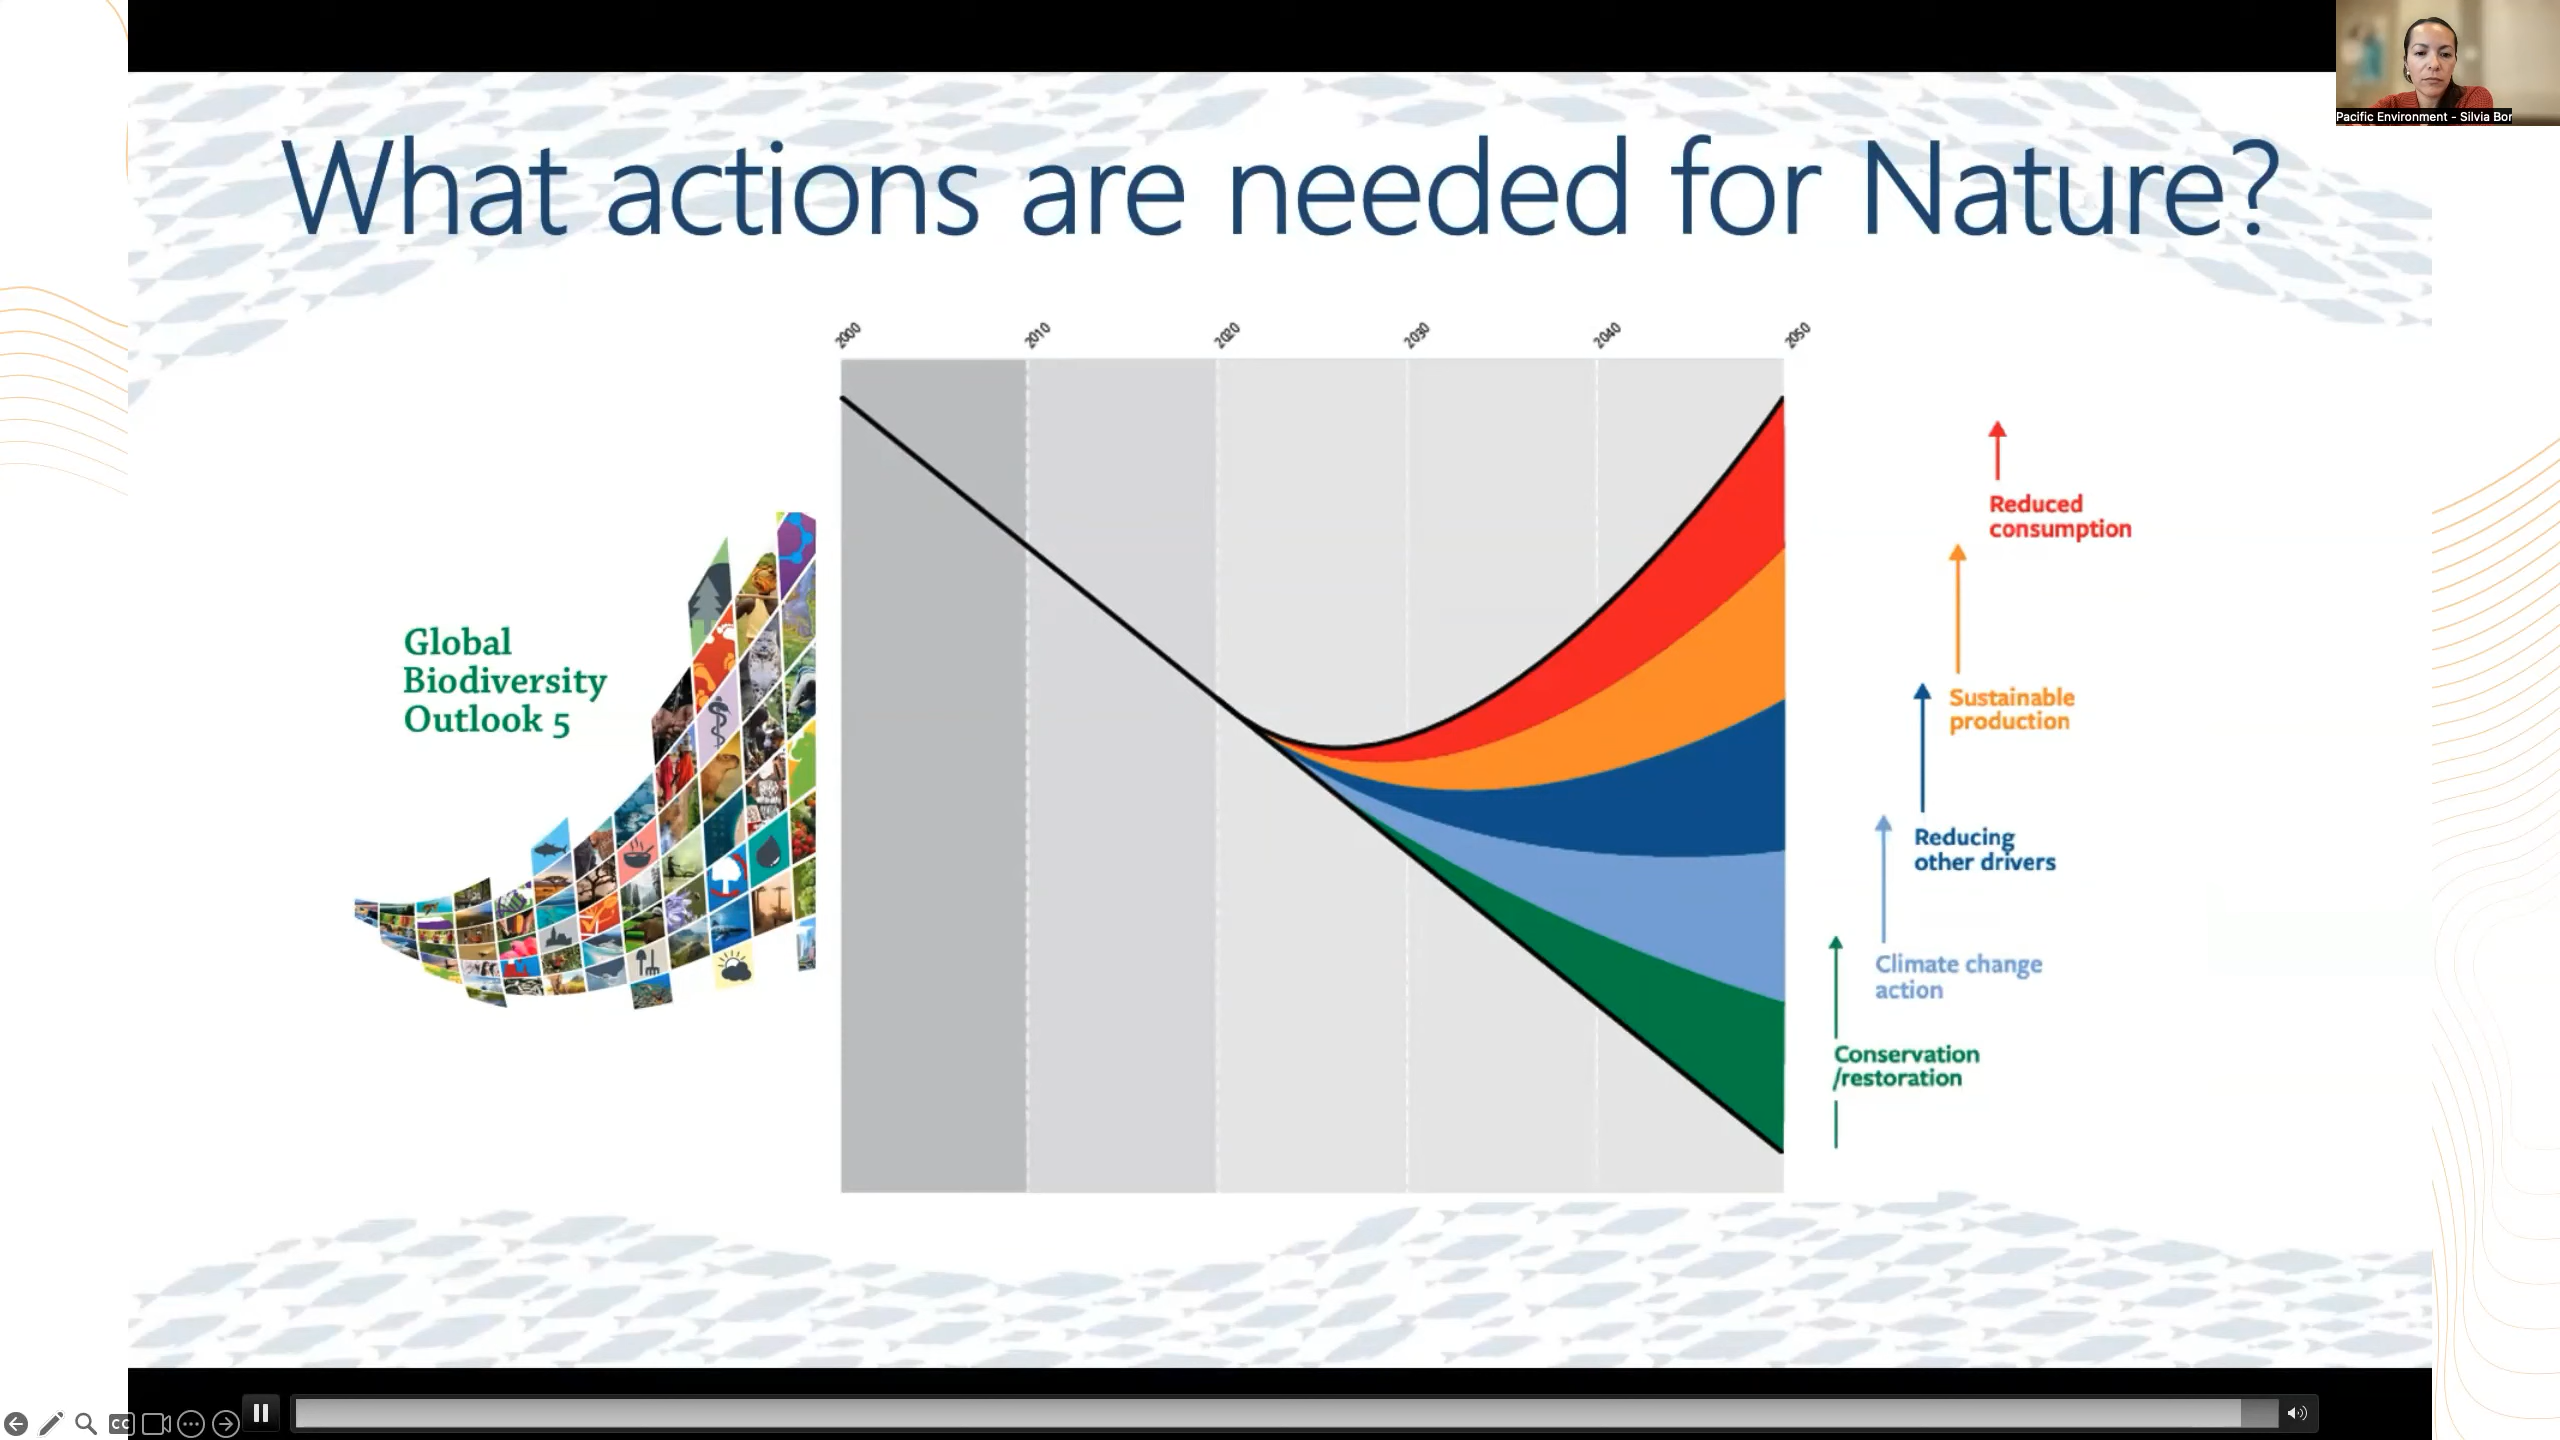 Pacific Environment - Silvia Bor
What actions are needed for Nature?
2000
2010
2020
2030
2040
2050
Global
Biodiversity
Outlook 5
Reduced
consumption
Sustainable
production
Reducing
other drivers
Climate change
action
Conservation
/restoration
CC